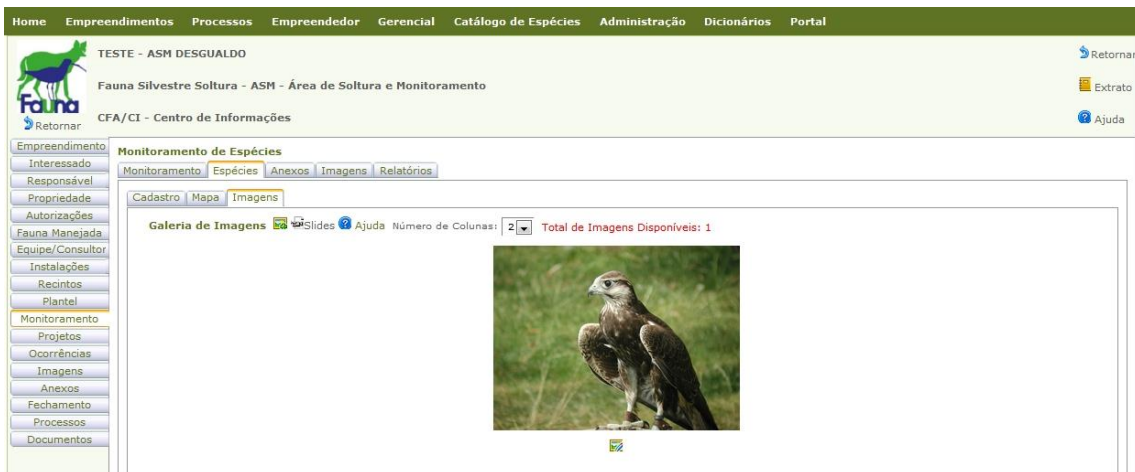 Home Empreendimentos Processos Empreendedor Gerencial Catálogo de Espécies Administração Dicionários Portal
TESTE - ASM DESGUALDO
Retornar
Fauna Silvestre Soltura - ASM - Área de Soltura e Monitoramento
Extrato
Fauna
CFA/CI - Centro de Informações
Ajuda
Retornar
Empreendimento
Interessado
Responsável
Propriedade
Autorizações
Fauna Manejada
Equipe/Consultor
Instalações
Recintos
Plantel
Monitoramento
Projetos
Ocorrências
Imagens
Anexos
Fechamento
Processos
Documentos
Monitoramento de Espécies
Monitoramento Espécies Anexos Imagens Relatórios
Cadastro Mapa Imagens
Galeria de Imagens Slides Ajuda Número de Colunas: 2 Total de Imagens Disponíveis: 1